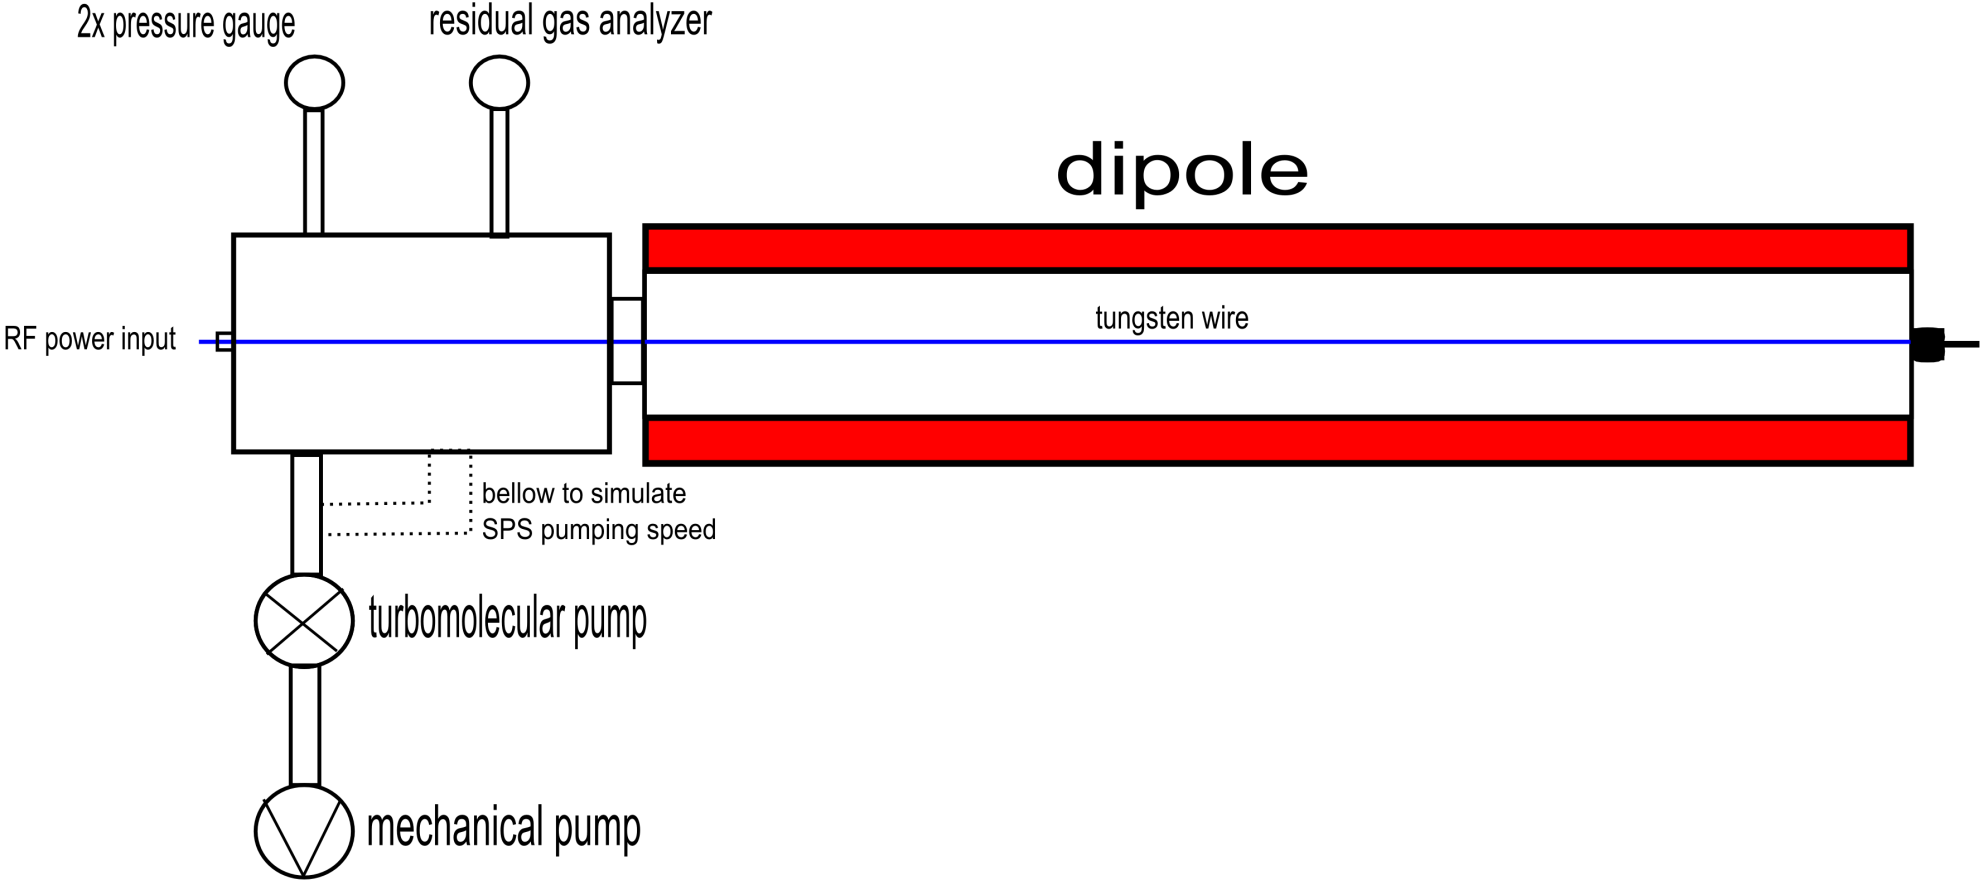 2x pressure gauge
residual gas analyzer
dipole
RF power input
tungsten wire
bellow to simulate
SPS pumping speed
turbomolecular pump
mechanical pump